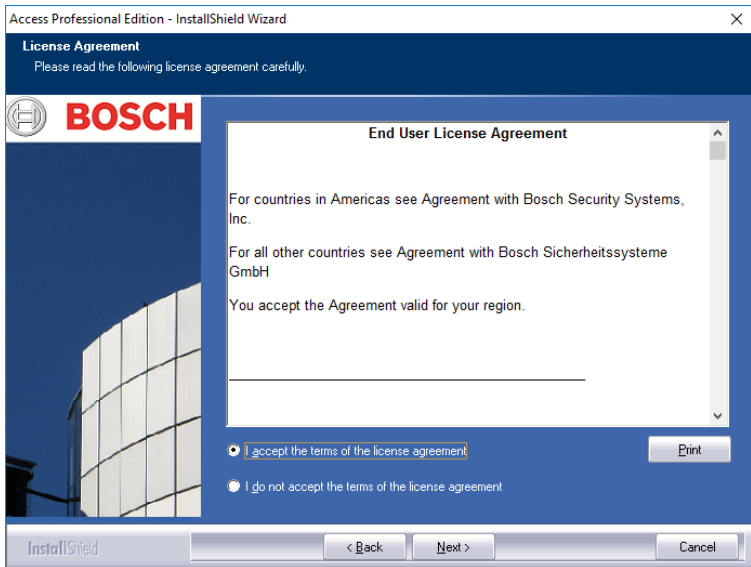 Access Professional Edition - InstallShield Wizard
License Agreement
Please read the following license agreement carefully.
BOSCH
End User License Agreement
For countries in Americas see Agreement with Bosch Security Systems,
Inc.
For all other countries see Agreement with Bosch Sicherheitssysteme
GmbH
You accept the Agreement valid for your region.
I accept the terms of the license agreement
Print
I do not accept the terms of the license agreement
InstallShield
< Back
Next >
Cancel